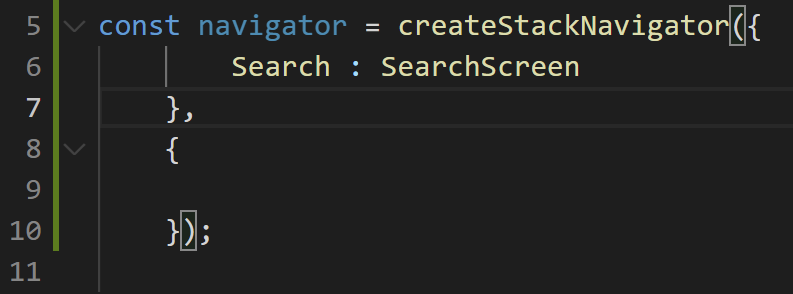 5 const navigator = createStackNavigator({
6 Search : SearchScreen
7 },
8 {
9
10 });
11